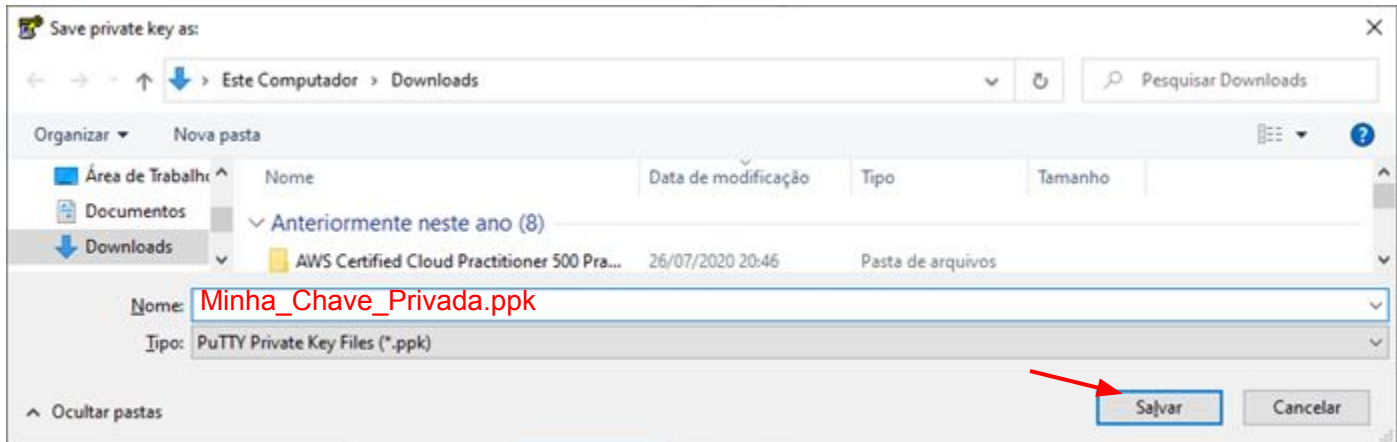 Save private key as:
Este Computador > Downloads
Pesquisar Downloads
Organizar
Nova pasta
Área de Trabalho
Nome
Data de modificação
Tipo
Tamanho
Documentos
Anteriormente neste ano (8)
Downloads
AWS Certified Cloud Practitioner 500 Pra...
26/07/2020 20:46
Pasta de arquivos
Nome: Minha_Chave_Privada.ppk
Tipo: PuTTY Private Key Files (*.ppk)
Ocultar pastas
Salvar
Cancelar